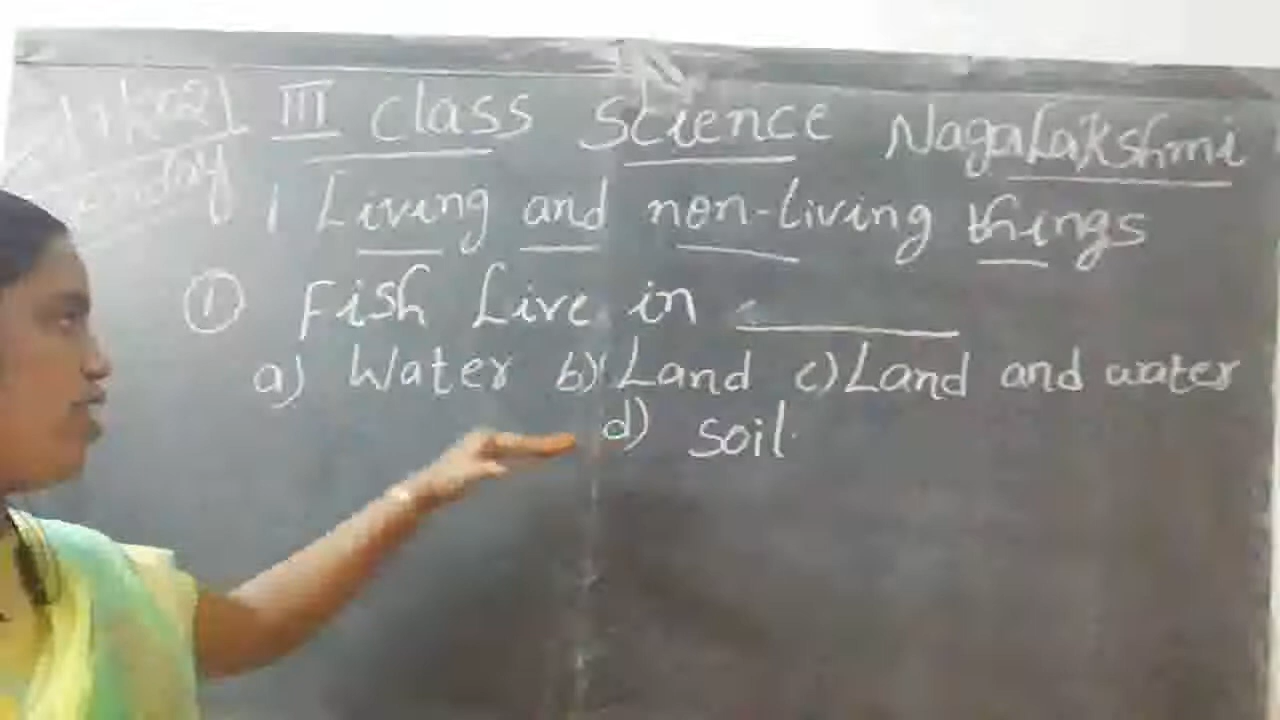 III class Science NagaLakshmi
1 Living and non-Living things
① Fish Live in ______
a) Water b) Land c) Land and water
d) soil.